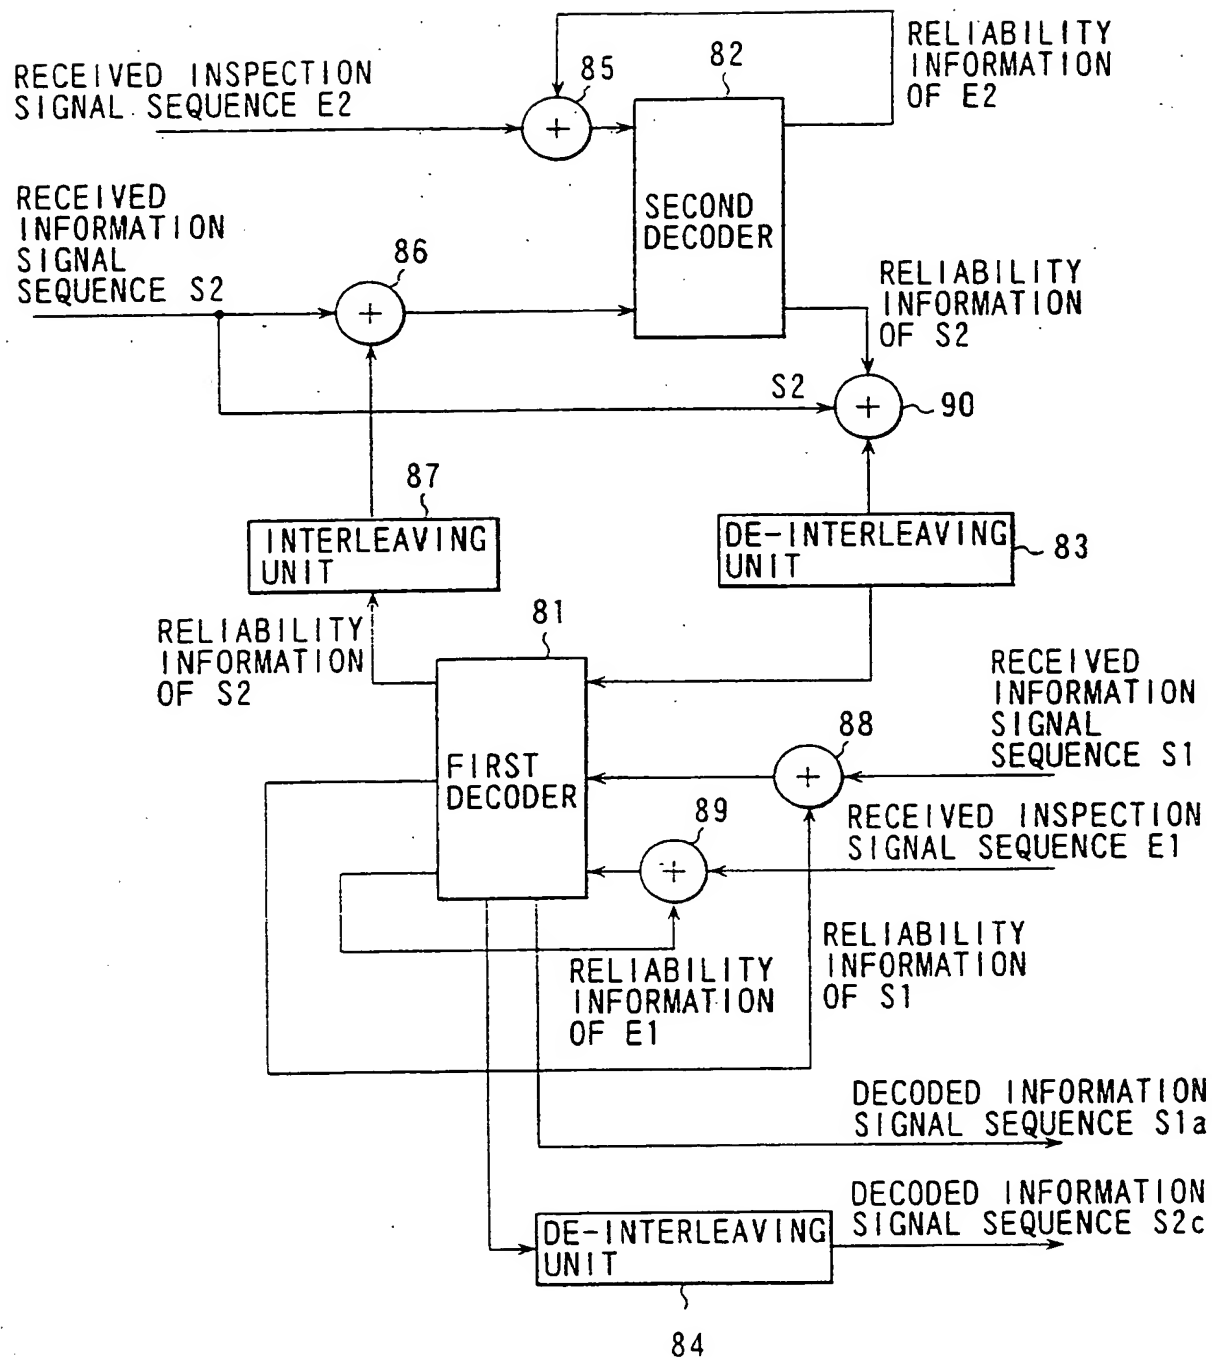 RELIABILITY
INFORMATION
OF E2
82
85
RECEIVED INSPECTION
SIGNAL SEQUENCE E2
+
RECEIVED
INFORMATION
SIGNAL
SEQUENCE S2
SECOND
DECODER
86
+
RELIABILITY
INFORMATION
OF S2
S2
+
90
87
INTERLEAVING
UNIT
DE-INTERLEAVING
UNIT
83
RELIABILITY
INFORMATION
OF S2
81
FIRST
DECODER
RECEIVED
INFORMATION
SIGNAL
SEQUENCE S1
88
+
89
+
RECEIVED INSPECTION
SIGNAL SEQUENCE E1
RELIABILITY
INFORMATION
OF S1
RELIABILITY
INFORMATION
OF E1
DECODED INFORMATION
SIGNAL SEQUENCE S1a
DECODED INFORMATION
SIGNAL SEQUENCE S2c
DE-INTERLEAVING
UNIT
84